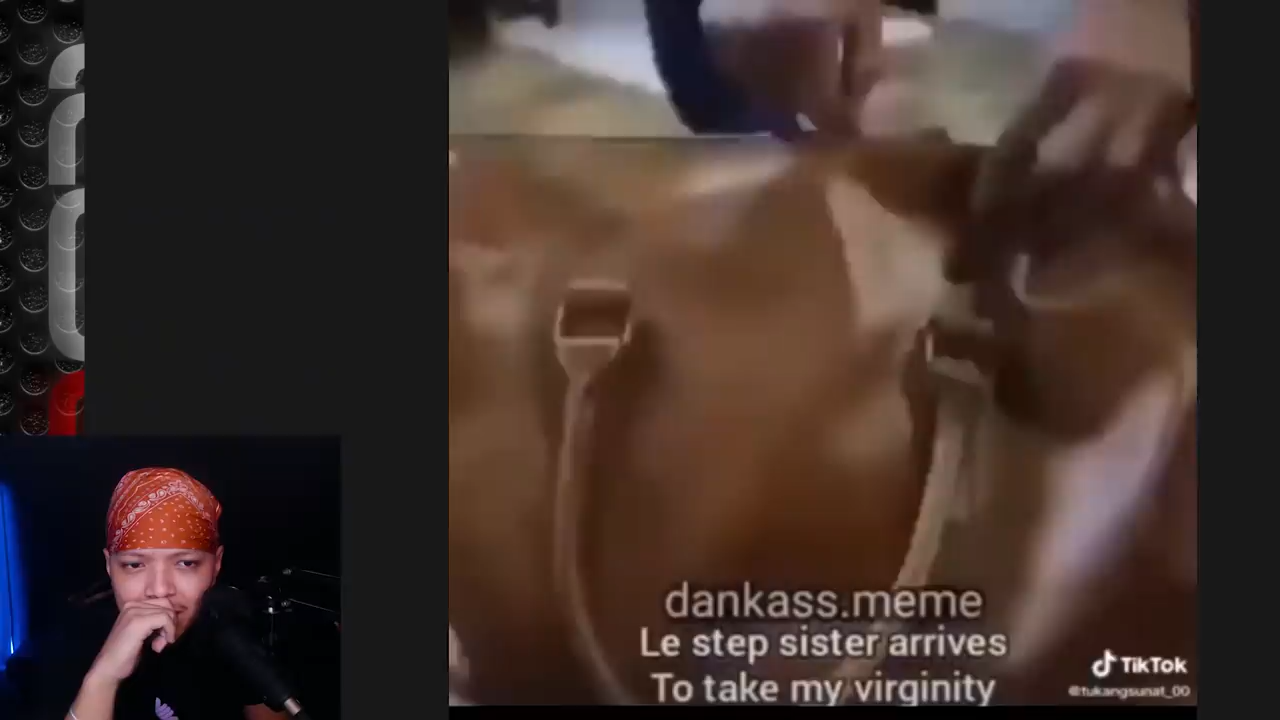 dankass.meme
Le step sister arrives
To take my virginity
TikTok
@tukangsunat_00